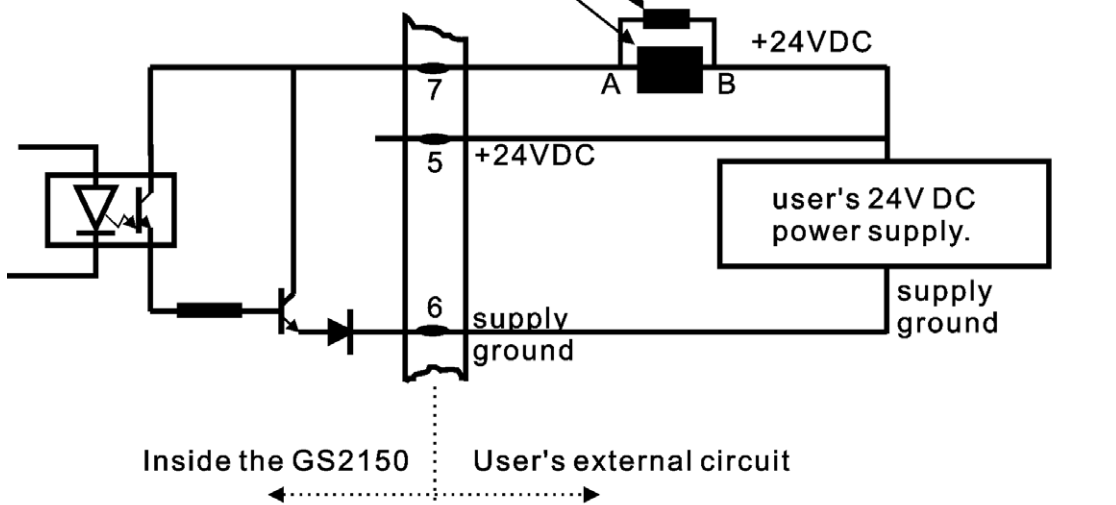 +24VDC
A
B
7
5
+24VDC
user's 24V DC
power supply.
6
supply
ground
supply
ground
Inside the GS2150
User's external circuit